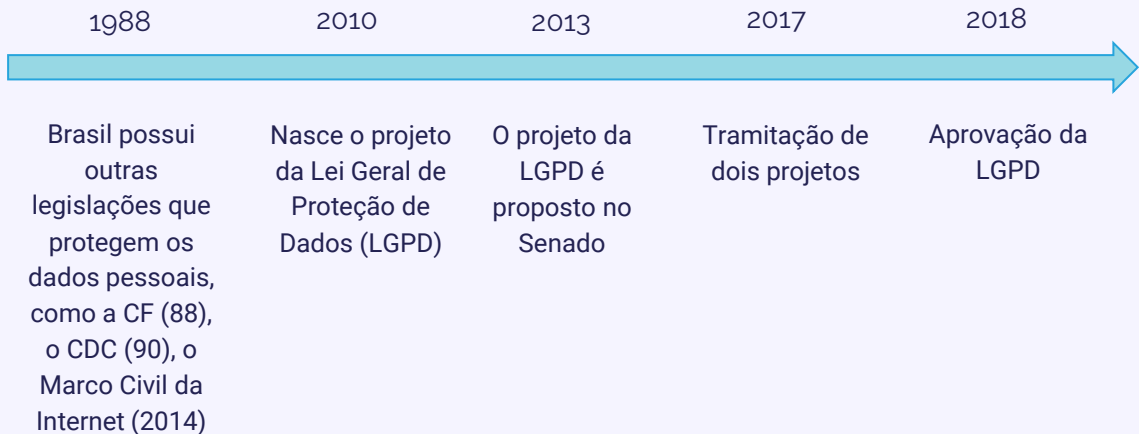 1988
2010
2013
2017
2018
Brasil possui
outras
legislações que
protegem os
dados pessoais,
como a CF (88),
o CDC (90), o
Marco Civil da
Internet (2014)
Nasce o projeto
da Lei Geral de
Proteção de
Dados (LGPD)
O projeto da
LGPD é
proposto no
Senado
Tramitação de
dois projetos
Aprovação da
LGPD